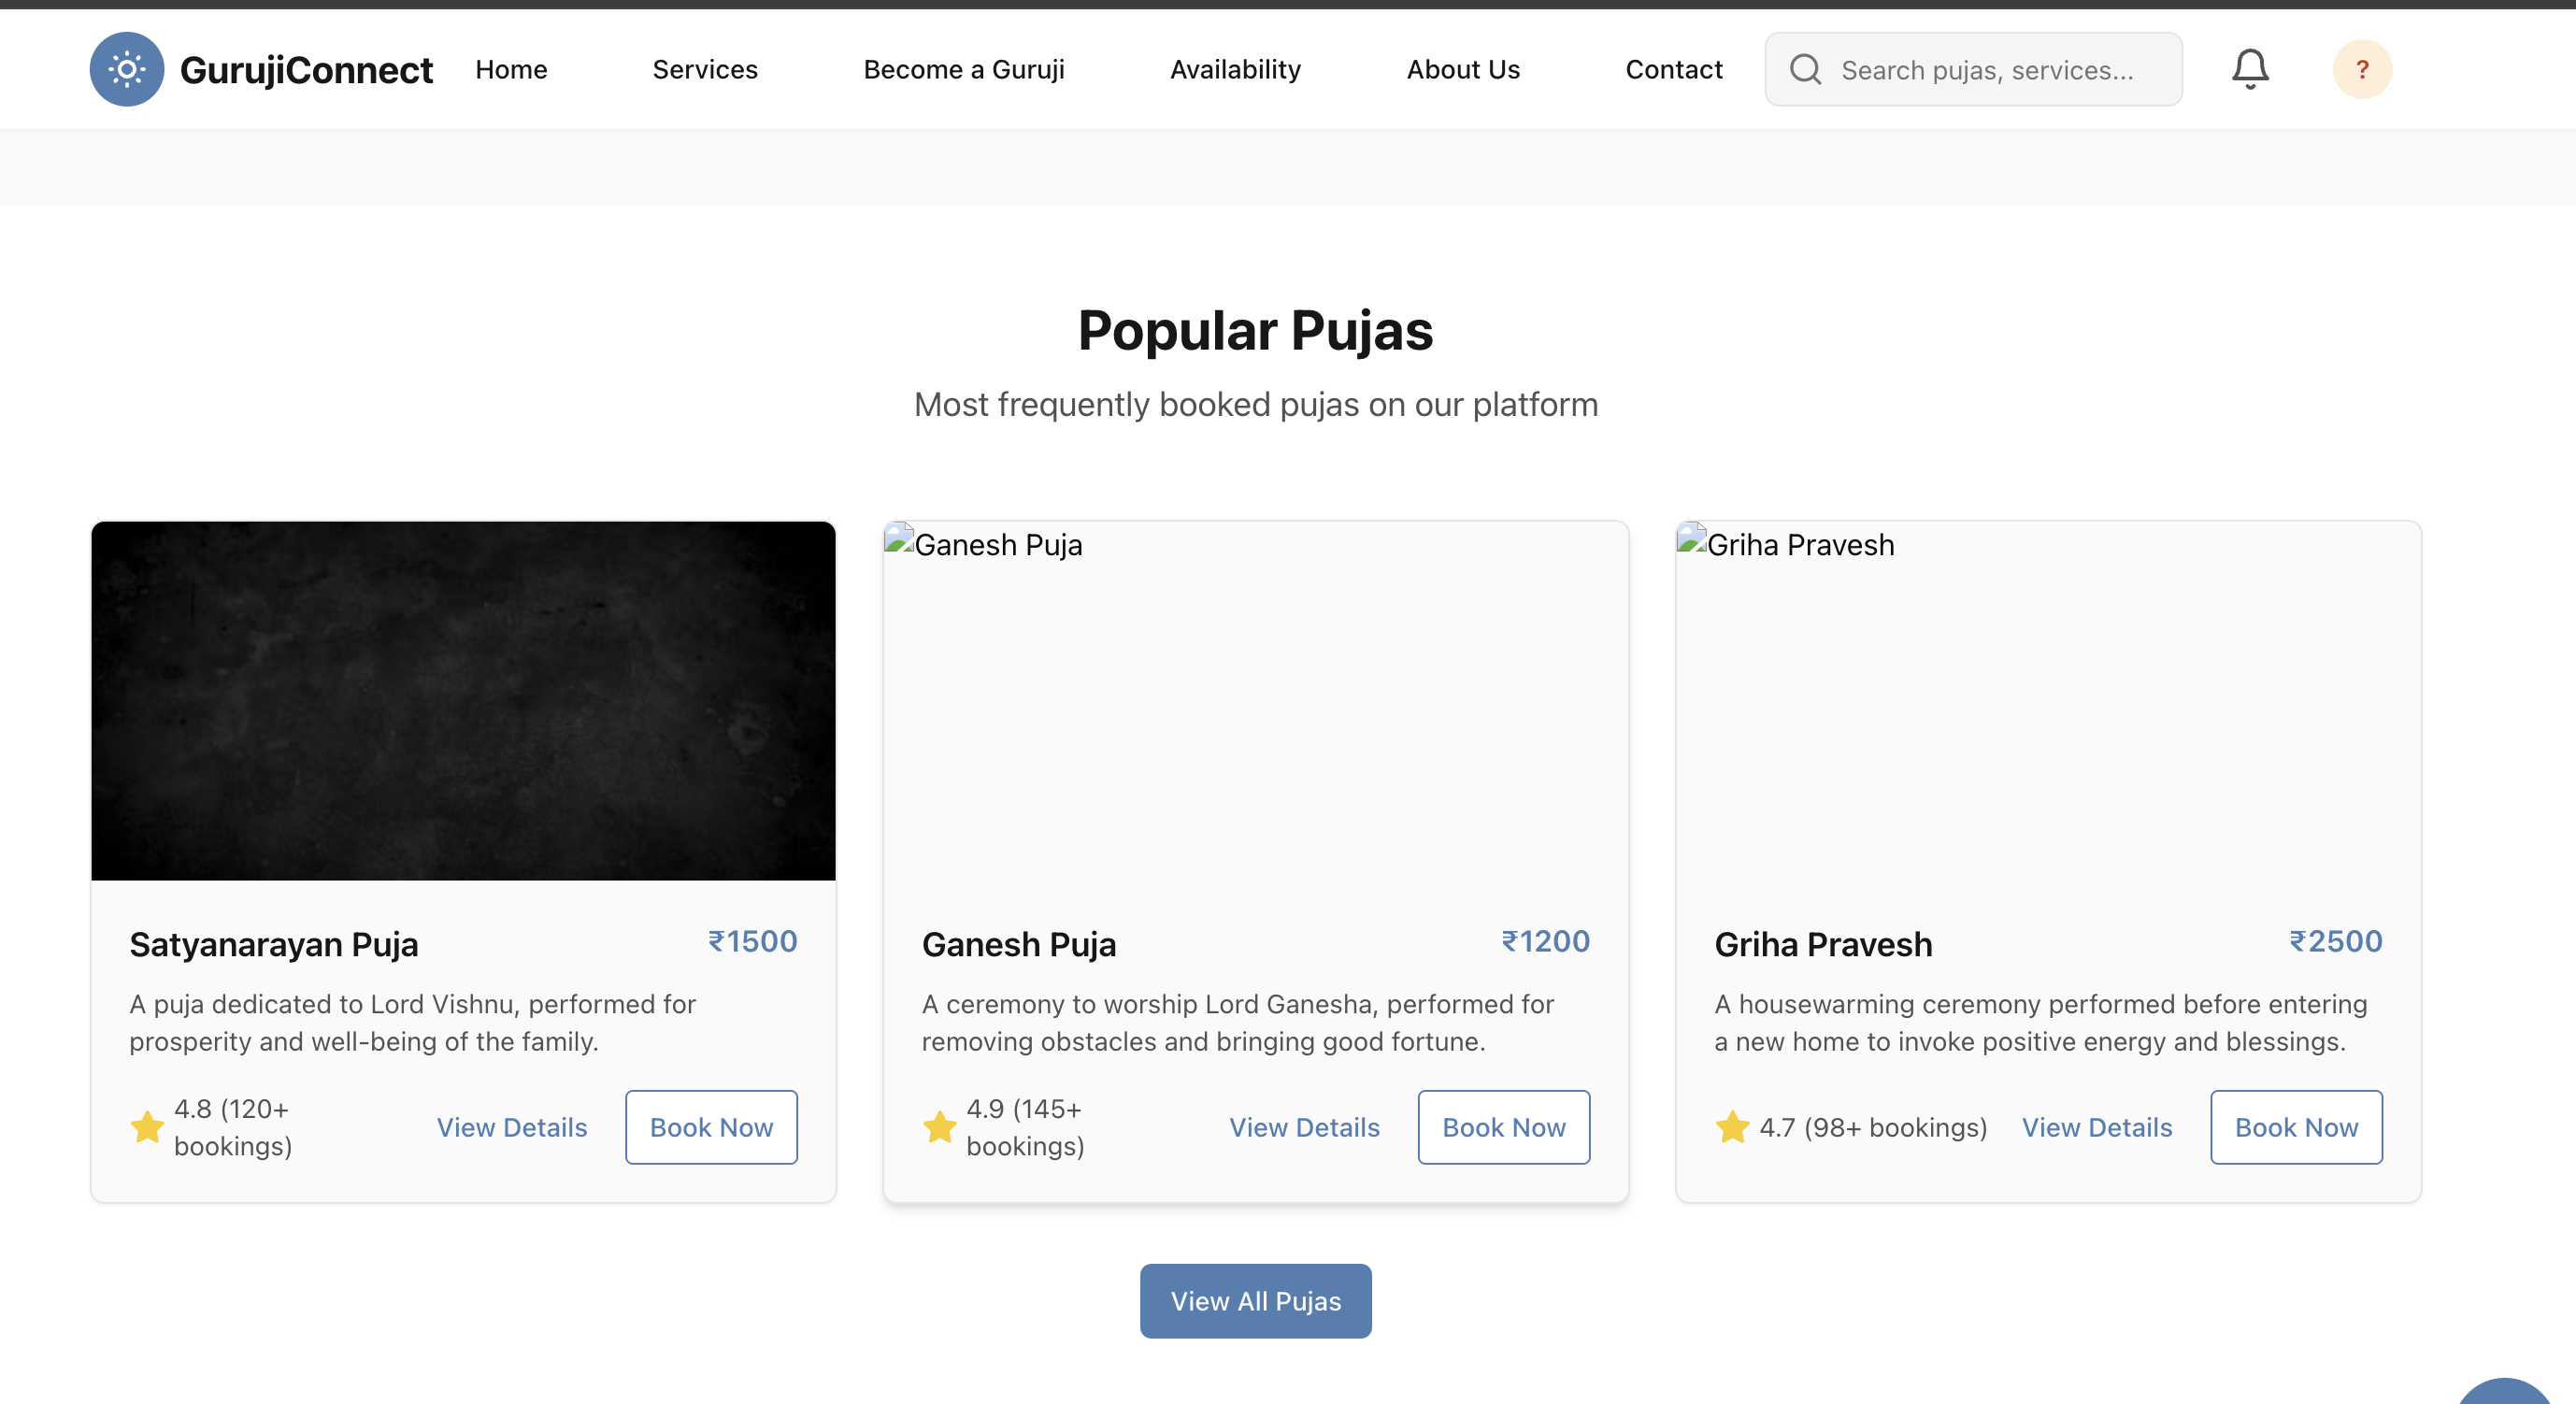 GurujiConnect
Home
Services
Become a Guruji
Availability
About Us
Contact
Search pujas, services...
?
Popular Pujas
Most frequently booked pujas on our platform
Satyanarayan Puja
₹1500
A puja dedicated to Lord Vishnu, performed for
prosperity and well-being of the family.
4.8 (120+
bookings)
View Details
Book Now
Ganesh Puja
Ganesh Puja
₹1200
A ceremony to worship Lord Ganesha, performed for
removing obstacles and bringing good fortune.
4.9 (145+
bookings)
View Details
Book Now
Griha Pravesh
Griha Pravesh
₹2500
A housewarming ceremony performed before entering
a new home to invoke positive energy and blessings.
4.7 (98+ bookings)
View Details
Book Now
View All Pujas